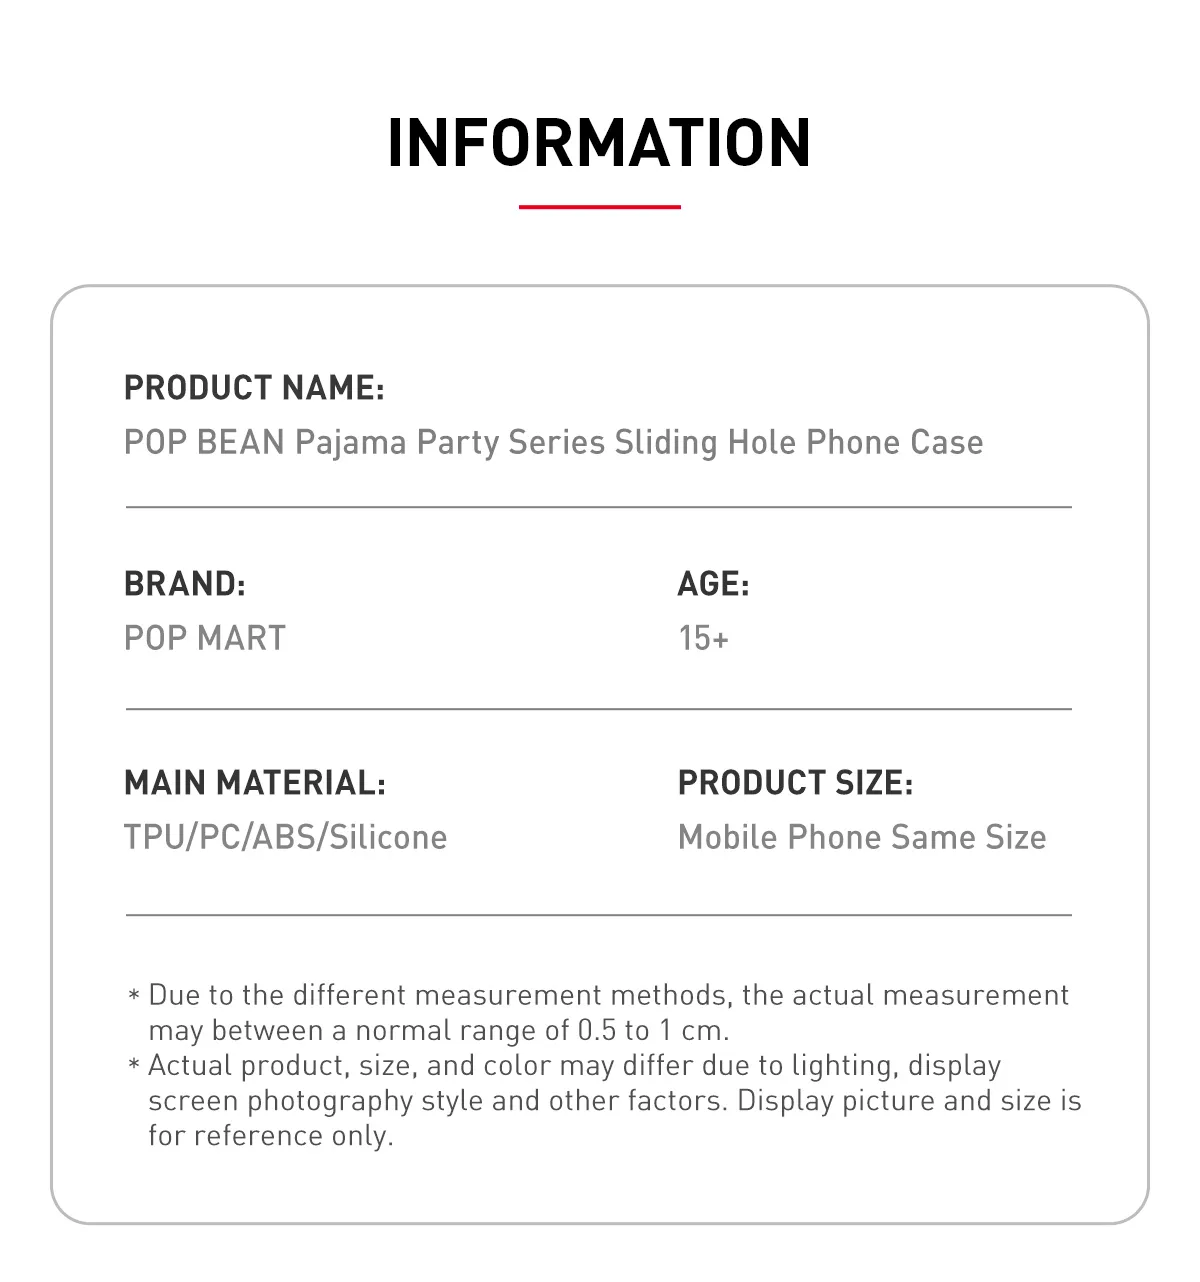 INFORMATION
PRODUCT NAME:
POP BEAN Pajama Party Series Sliding Hole Phone Case
BRAND:
POP MART
AGE:
15+
MAIN MATERIAL:
TPU/PC/ABS/Silicone
PRODUCT SIZE:
Mobile Phone Same Size
* Due to the different measurement methods, the actual measurement
may between a normal range of 0.5 to 1 cm.
* Actual product, size, and color may differ due to lighting, display
screen photography style and other factors. Display picture and size is
for reference only.